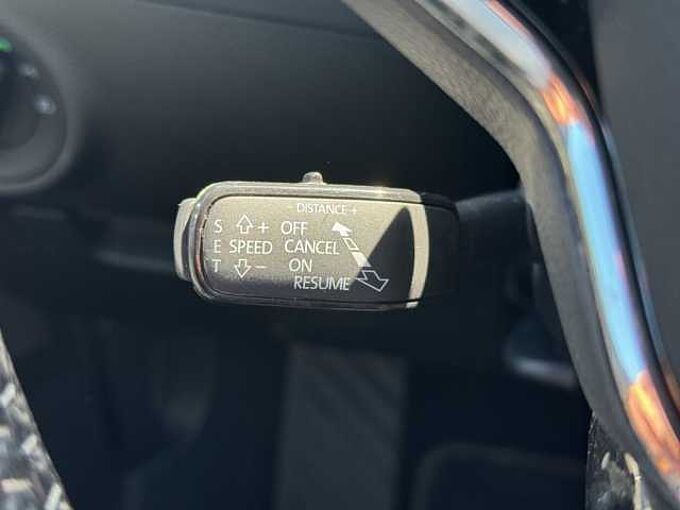 - DISTANCE +
S + OFF
E SPEED CANCEL
T - ON
RESUME